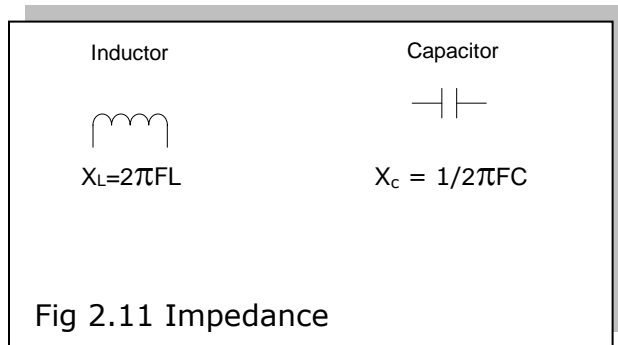 Inductor
Capacitor
XL=2πFL
Xc = 1/2πFC
Fig 2.11 Impedance